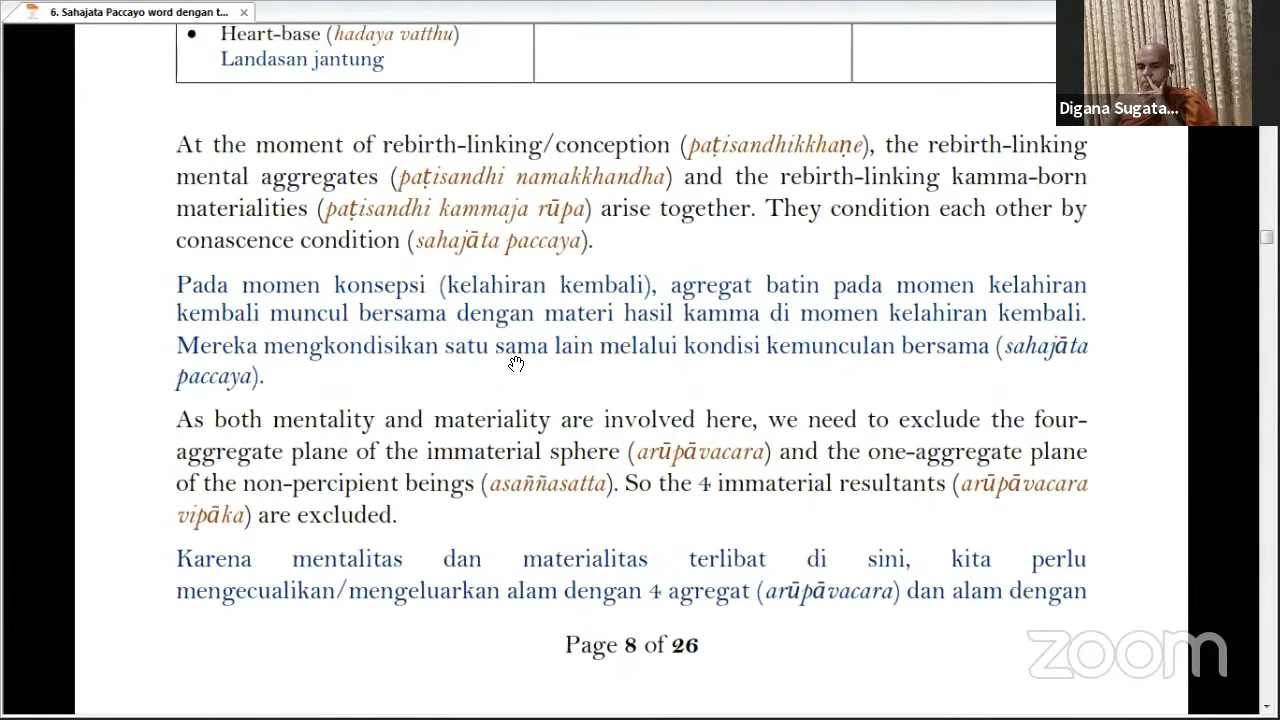 6. Sahajata Paccayo word dengan t...
Heart-base (hadaya vatthu)
Landasan jantung
Digana Sugata...
At the moment of rebirth-linking/conception (paṭisandhikkhaṇe), the rebirth-linking
mental aggregates (paṭisandhi namakkhandha) and the rebirth-linking kamma-born
materialities (paṭisandhi kammaja rūpa) arise together. They condition each other by
conascence condition (sahajāta paccaya).
Pada momen konsepsi (kelahiran kembali), agregat batin pada momen kelahiran
kembali muncul bersama dengan materi hasil kamma di momen kelahiran kembali.
Mereka mengkondisikan satu sama lain melalui kondisi kemunculan bersama (sahajāta
paccaya).
As both mentality and materiality are involved here, we need to exclude the four-
aggregate plane of the immaterial sphere (arūpāvacara) and the one-aggregate plane
of the non-percipient beings (asaññasatta). So the 4 immaterial resultants (arūpāvacara
vipāka) are excluded.
Karena mentalitas dan materialitas terlibat di sini, kita perlu
mengecualikan/mengeluarkan alam dengan 4 agregat (arūpāvacara) dan alam dengan
Page 8 of 26
zoom